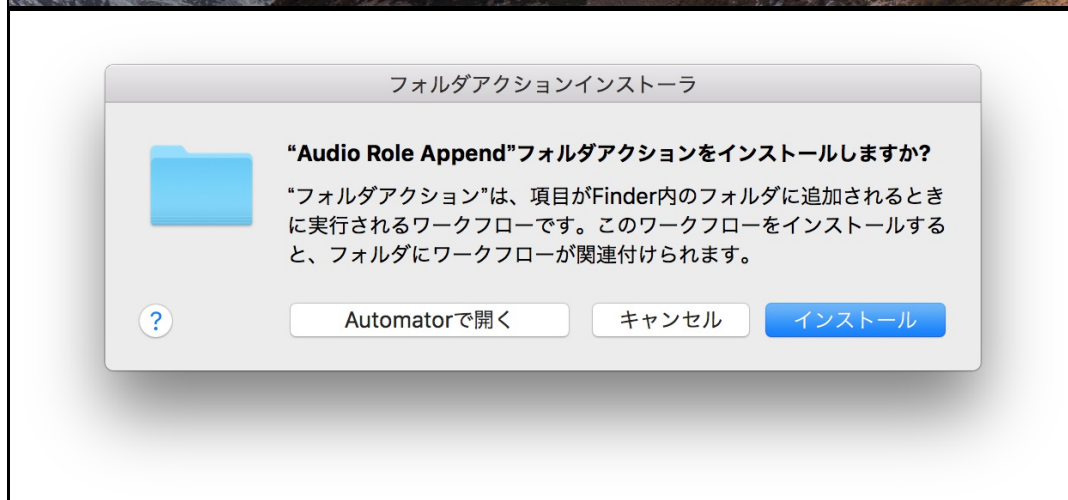 フォルダアクションインストーラ
“Audio Role Append”フォルダアクションをインストールしますか?
“フォルダアクション”は、項目がFinder内のフォルダに追加されるとき
に実行されるワークフローです。このワークフローをインストールする
と、フォルダにワークフローが関連付けられます。
? Automatorで開く キャンセル インストール